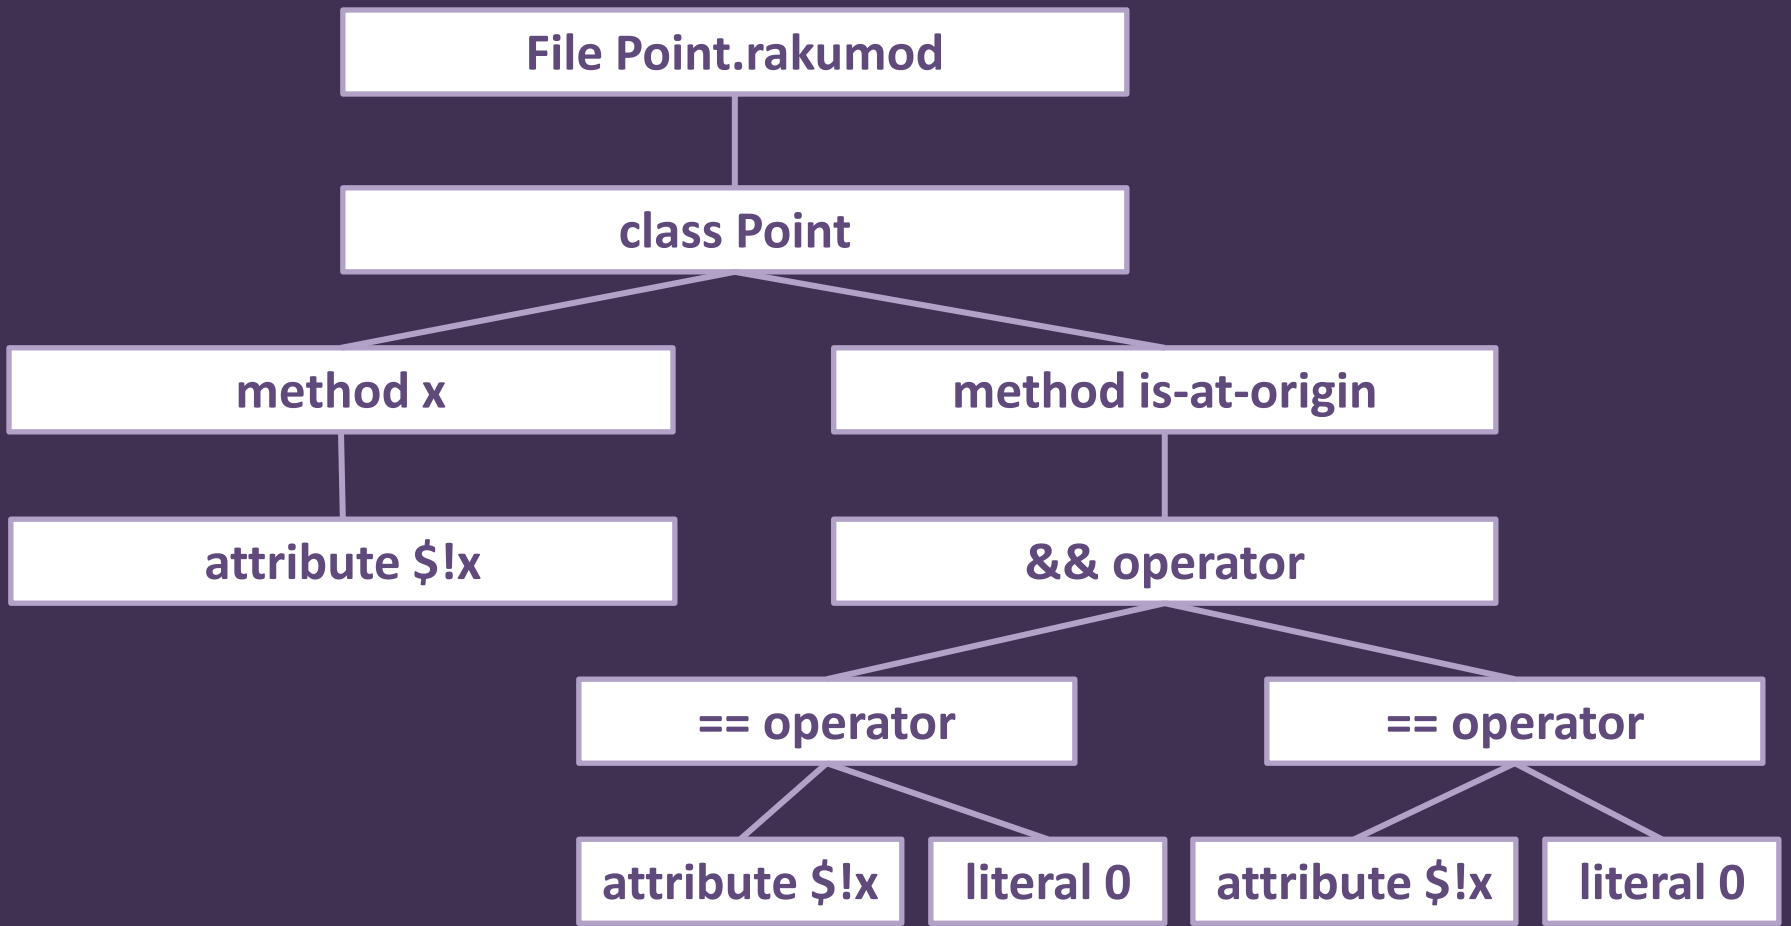 File Point.rakumod
class Point
method x
method is-at-origin
attribute $!x
&& operator
== operator
== operator
attribute $!x
literal 0
attribute $!x
literal 0